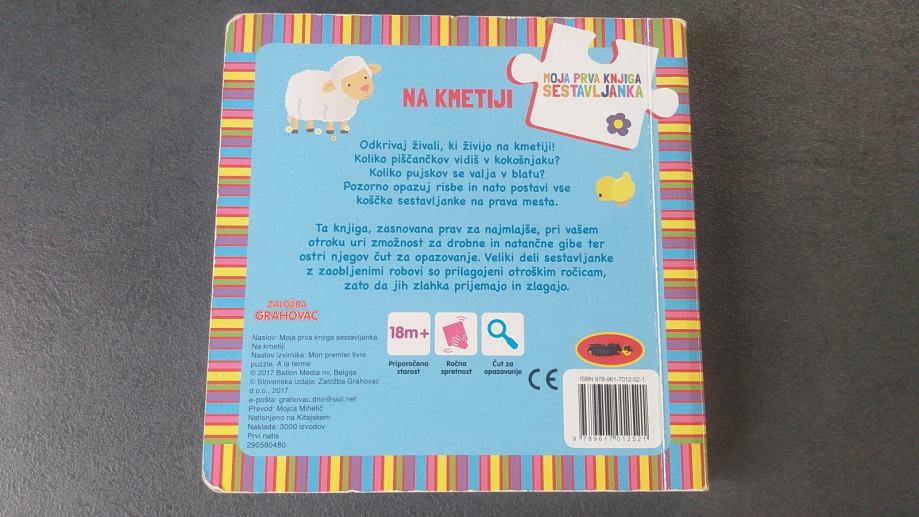 MOJA PRVA KNJIGA
SESTAVLJANKA
NA KMETIJI
Odkrivaj živali, ki živijo na kmetiji!
Koliko piščančkov vidiš v kokošnjaku?
Koliko pujskov se valja v blatu?
Pozorno opazuj risbe in nato postavi vse
koščke sestavljanke na prava mesta.
Ta knjiga, zasnovana prav za najmlajše, pri vašem
otroku uri zmožnost za drobne in natančne gibe ter
ostri njegov čut za opazovanje. Veliki deli sestavljanke
z zaobljenimi robovi so prilagojeni otroškim ročicam,
zato da jih zlahka prijemajo in zlagajo.
ZALOŽBA
GRAHOVAC
Naslov: Moja prva knjiga sestavljanka.
Na kmetiji
Naslov izvirnika: Mon premier livre
puzzle. A la ferme
© 2017 Ballon Media nv, Belgija
© Slovenska izdaja: Založba Grahovac
d.o.o., 2017
e-pošta: grahovac.dno@siol.net
Prevod: Mojca Mihelič
Natisnjeno na Kitajskem
Naklada: 3000 izvodov
Prvi natis
290580480
18m+
Priporočena
starost
Ročna
spretnost
Čut za
opazovanje
CE
ISBN 978-961-7012-52-1
9 789617 012521